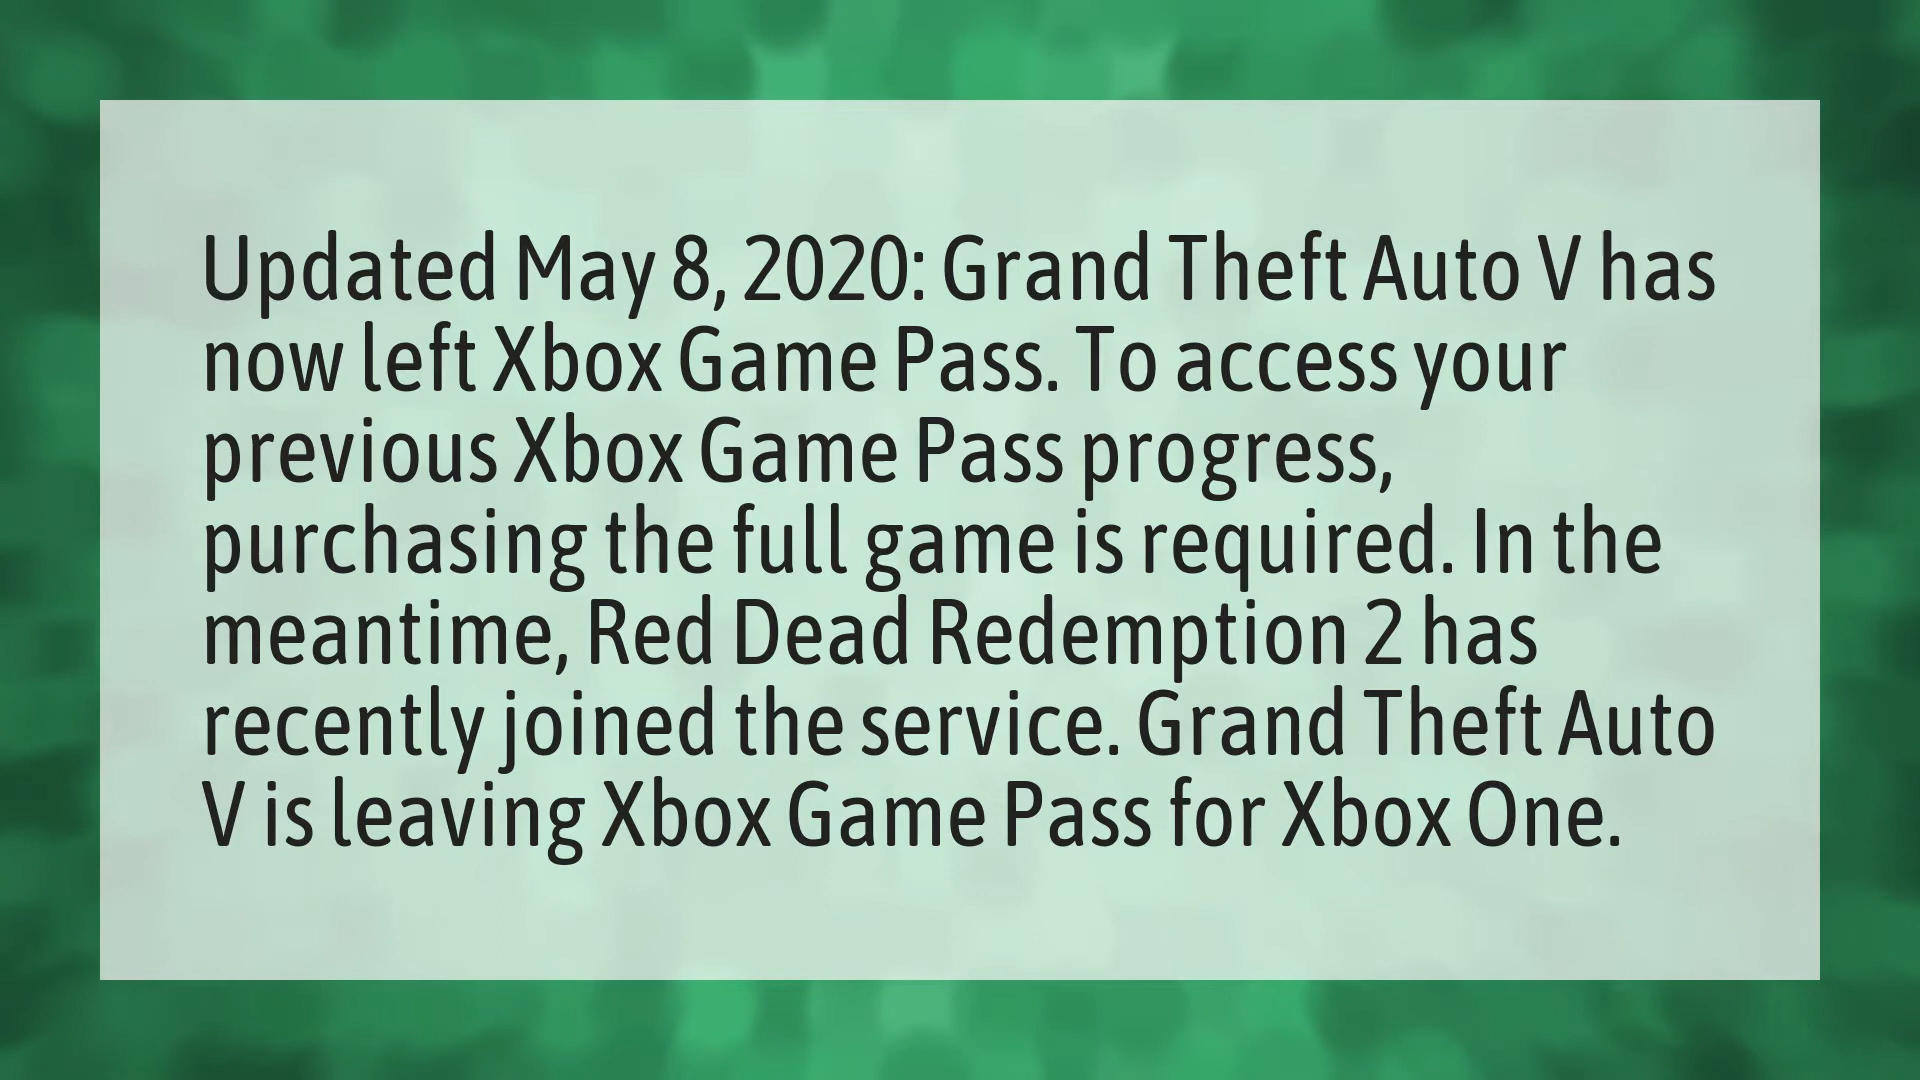 Updated May 8, 2020: Grand Theft Auto V has
now left Xbox Game Pass. To access your
previous Xbox Game Pass progress,
purchasing the full game is required. In the
meantime, Red Dead Redemption 2 has
recently joined the service. Grand Theft Auto
V is leaving Xbox Game Pass for Xbox One.